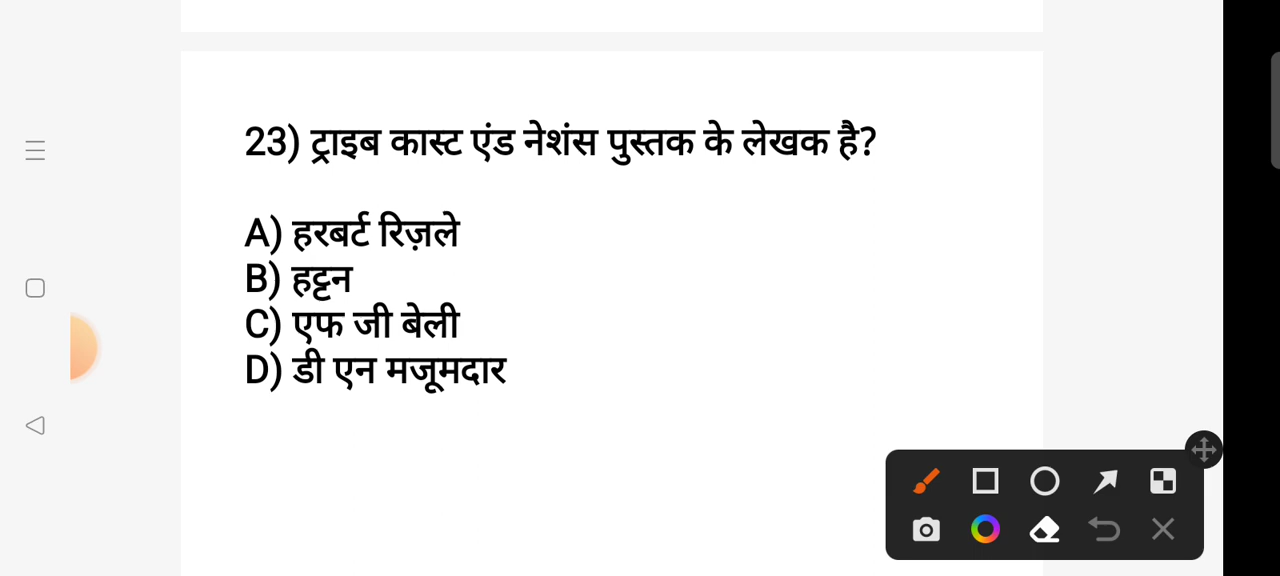 23) ट्राइब कास्ट एंड नेशंस पुस्तक के लेखक है?
A) हरबर्ट रिज़ले
B) हट्टन
C) एफ जी बेली
D) डी एन मजूमदार